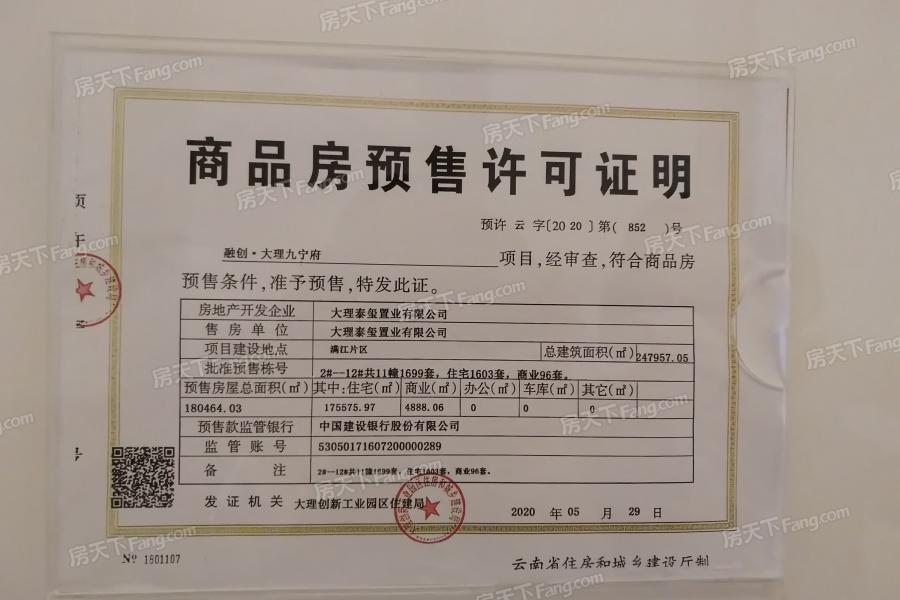 商品房预售许可证明
预许 云 字〔2020〕第( 852 )号
融创·大理九宁府 项目,经审查,符合商品房
预售条件,准予预售,特发此证。
房地产开发企业 大理泰玺置业有限公司
售房单位 大理泰玺置业有限公司
项目建设地点 满江片区 总建筑面积(㎡) 247957.05
批准预售栋号 2#--12#共11幢1699套，住宅1603套，商业96套。
预售房屋总面积(㎡) 其中:住宅(㎡) 商业(㎡) 办公(㎡) 车库(㎡) 其它(㎡)
180464.03 175575.97 4888.06 0 0 0
预售款监管银行 中国建设银行股份有限公司
监管账号 53050171607200000289
备注 2#--12#共11幢1699套，住宅1603套，商业96套。
发证机关 大理创新工业园区住建局
2020 年 05 月 29 日
№ 1801107
云南省住房和城乡建设厅制
房天下Fang.com